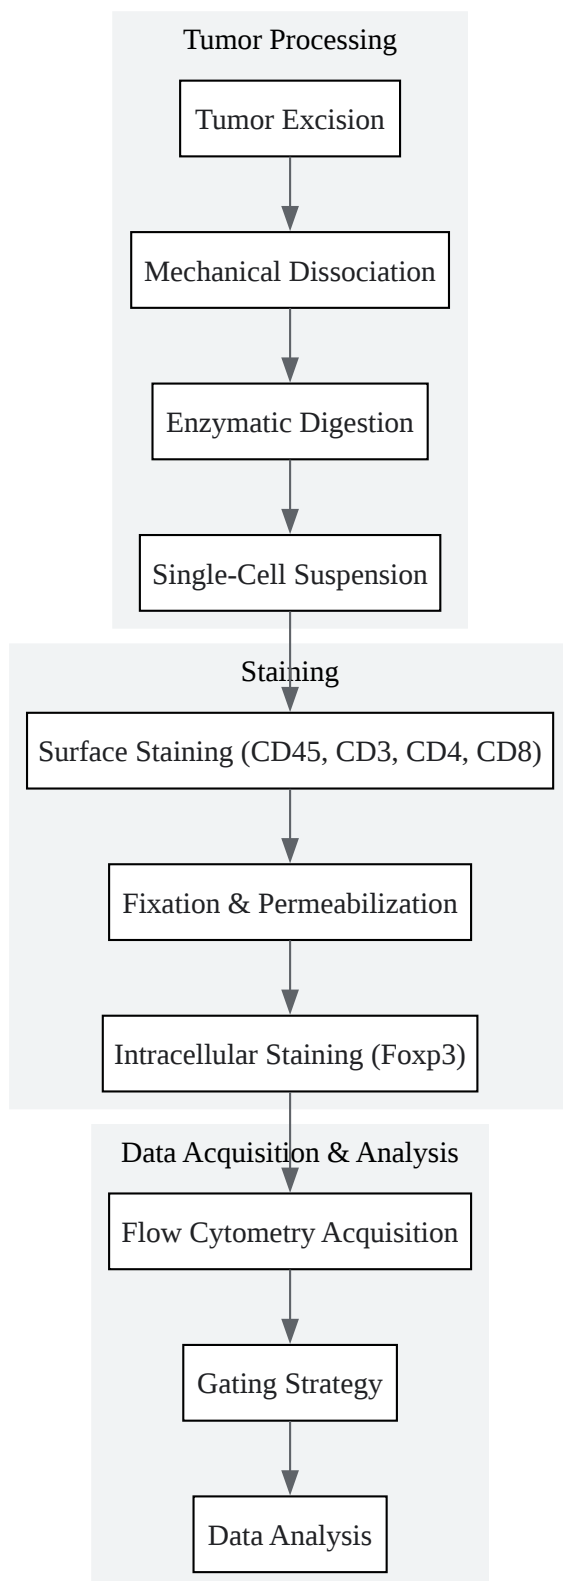 Tumor Processing
Tumor Excision
Mechanical Dissociation
Enzymatic Digestion
Single-Cell Suspension
Staining
Surface Staining (CD45, CD3, CD4, CD8)
Fixation & Permeabilization
Intracellular Staining (Foxp3)
Data Acquisition & Analysis
Flow Cytometry Acquisition
Gating Strategy
Data Analysis